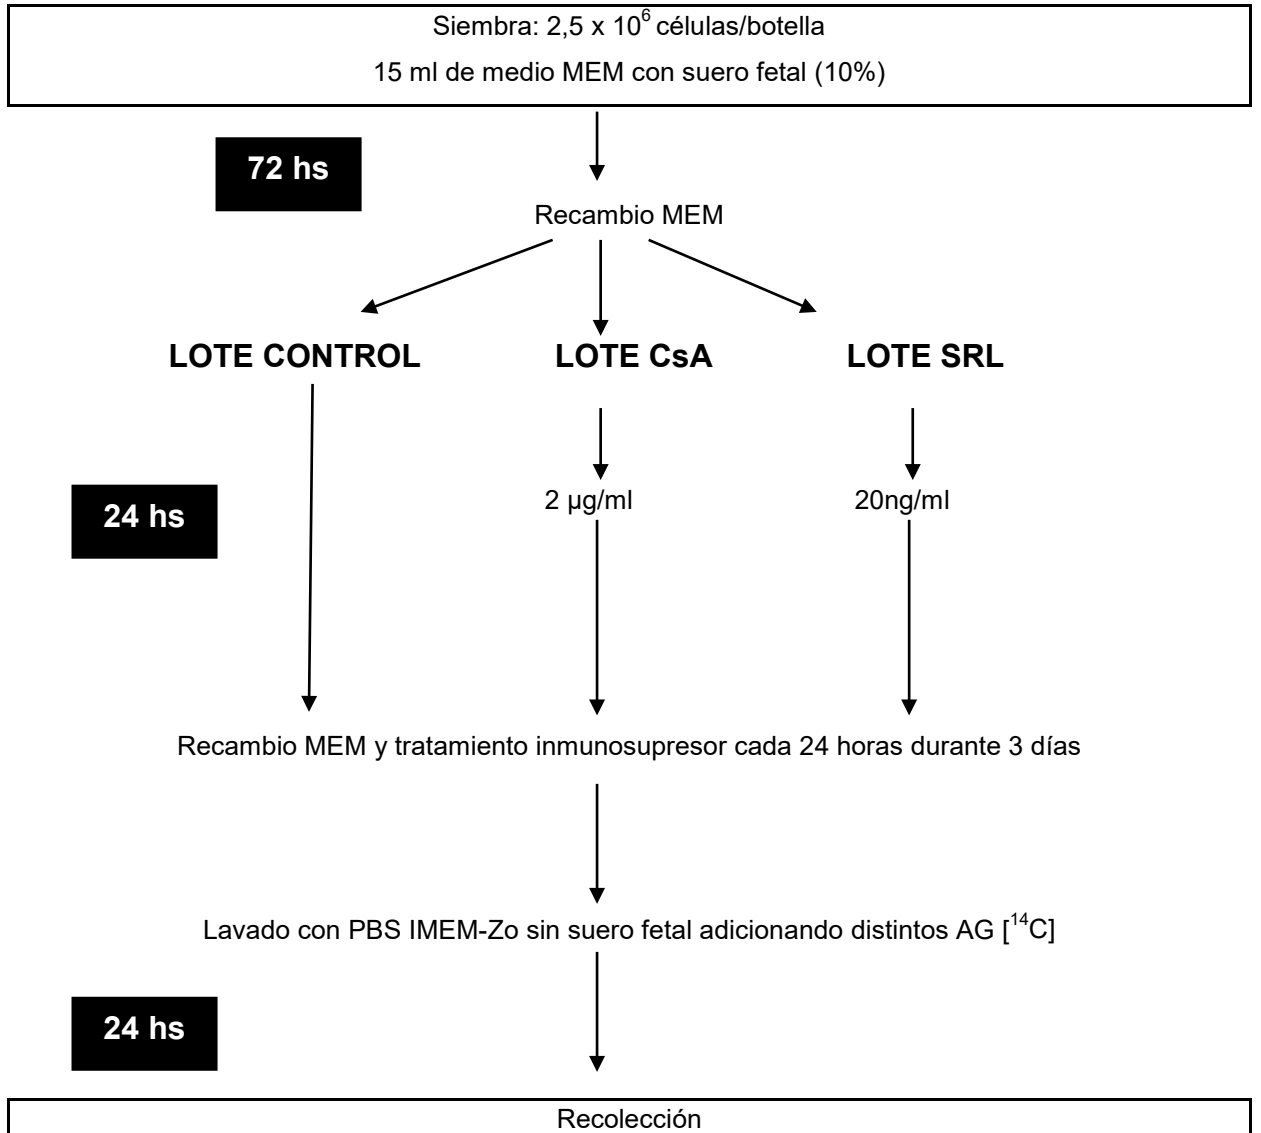 Siembra: 2,5 x 10⁶ células/botella
15 ml de medio MEM con suero fetal (10%)
72 hs
Recambio MEM
LOTE CONTROL
LOTE CsA
LOTE SRL
24 hs
2 µg/ml
20ng/ml
Recambio MEM y tratamiento inmunosupresor cada 24 horas durante 3 días
Lavado con PBS IMEM-Zo sin suero fetal adicionando distintos AG [¹⁴C]
24 hs
Recolección